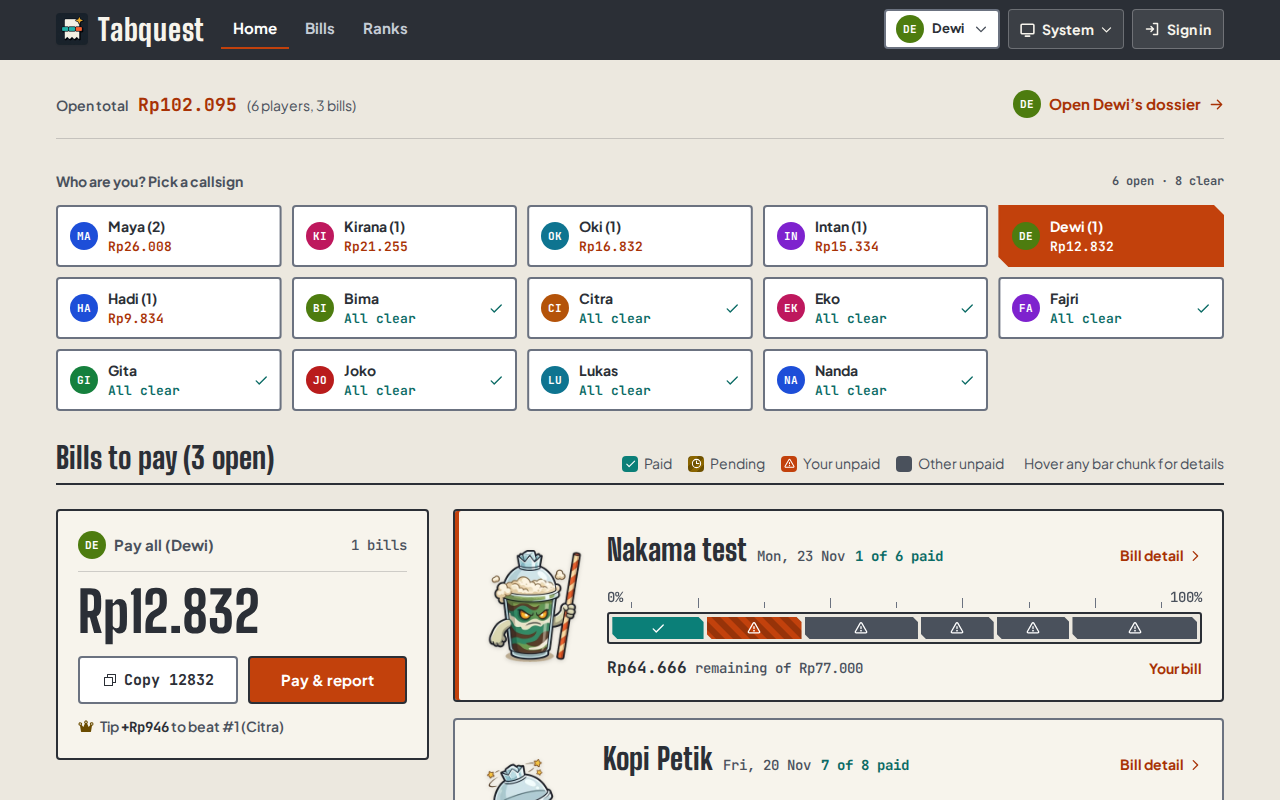 Tabquest Home Bills Ranks DE Dewi System Sign in
Open total Rp102.095 (6 players, 3 bills) DE Open Dewi's dossier →
Who are you? Pick a callsign 6 open · 8 clear
MA Maya (2) KI Kirana (1) OK Oki (1) IN Intan (1) DE Dewi (1)
Rp26.008 Rp21.255 Rp16.832 Rp15.334 Rp12.832
HA Hadi (1) BI Bima CI Citra EK Eko FA Fajri
Rp9.834 All clear All clear All clear All clear
GI Gita JO Joko LU Lukas NA Nanda
All clear All clear All clear All clear
Bills to pay (3 open) Paid Pending Your unpaid Other unpaid Hover any bar chunk for details
DE Pay all (Dewi) 1 bills
Rp12.832
Copy 12832 Pay & report
Tip +Rp946 to beat #1 (Citra)
Nakama test Mon, 23 Nov 1 of 6 paid Bill detail
0% 100%
Rp64.666 remaining of Rp77.000 Your bill
Kopi Petik Fri, 20 Nov 7 of 8 paid Bill detail